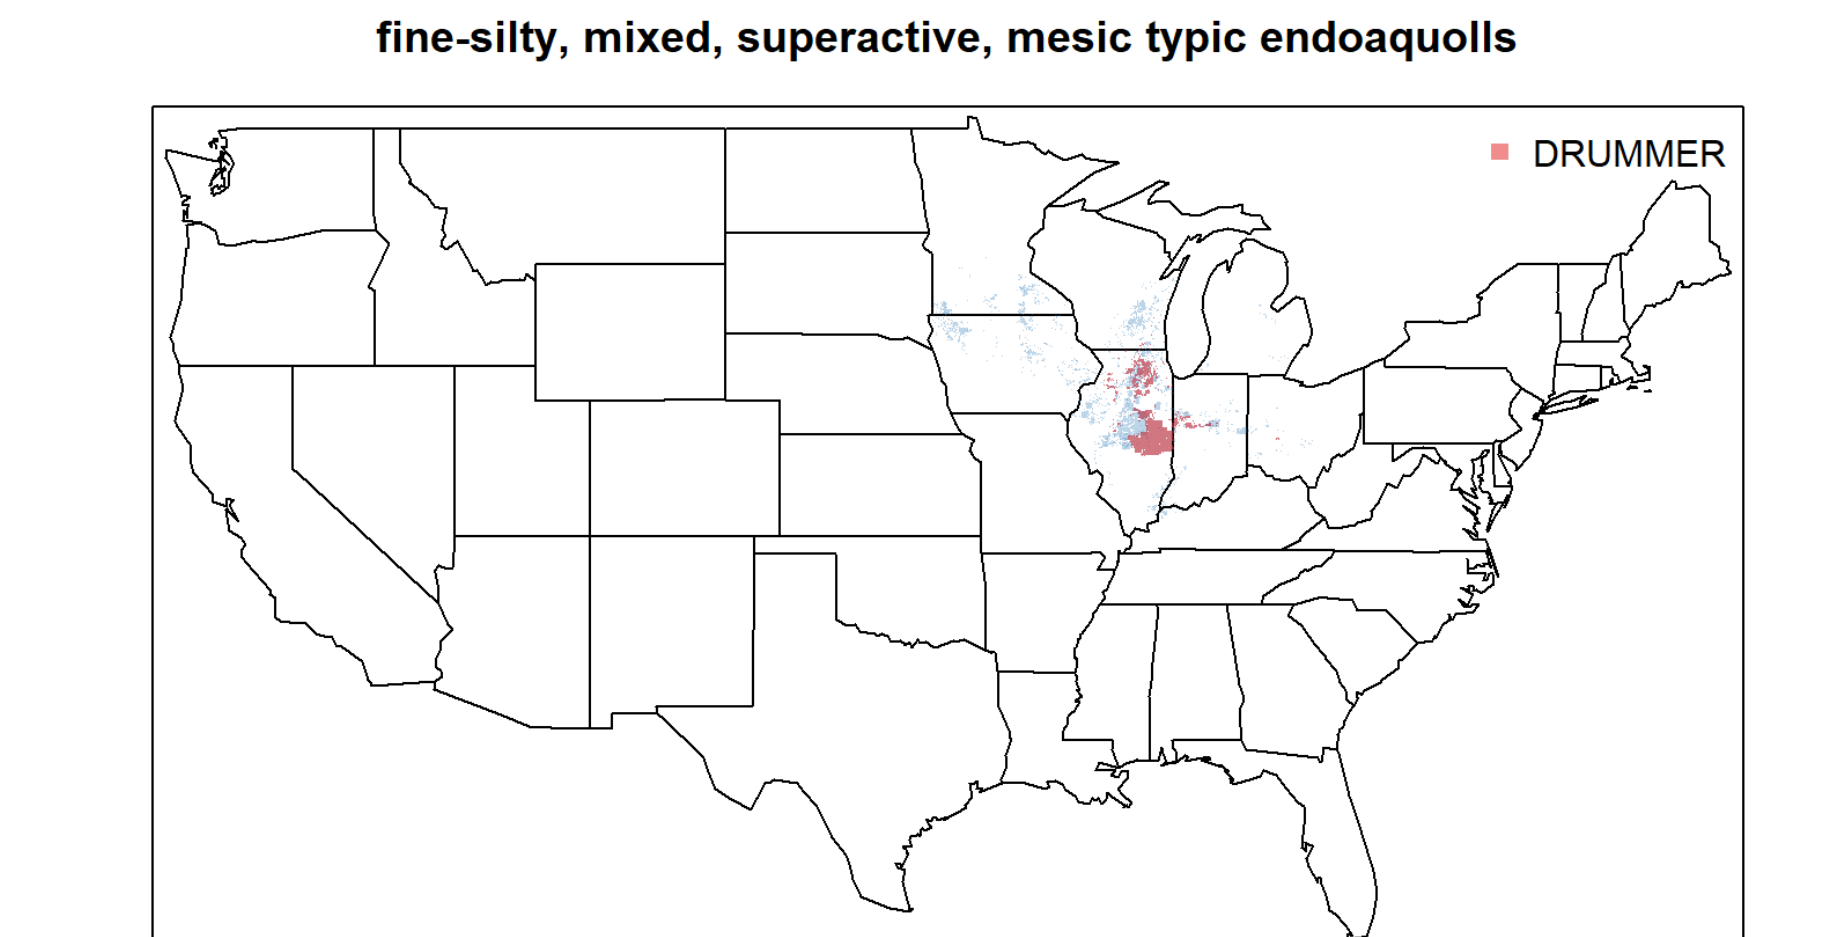 fine-silty, mixed, superactive, mesic typic endoaquolls
DRUMMER